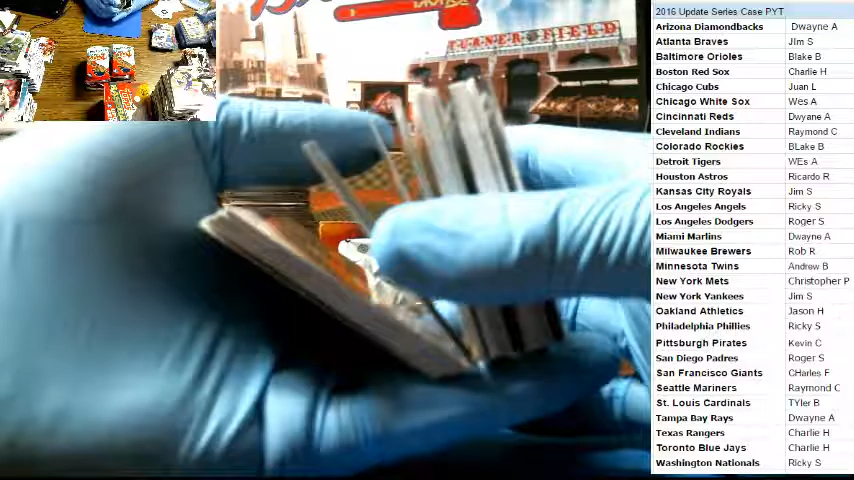 2016 Update Series Case PYT
Arizona Diamondbacks Dwayne A
Atlanta Braves Jim S
Baltimore Orioles Blake B
Boston Red Sox Charlie H
Chicago Cubs Juan L
Chicago White Sox Wes A
Cincinnati Reds Dwyane A
Cleveland Indians Raymond C
Colorado Rockies BLake B
Detroit Tigers WEs A
Houston Astros Ricardo R
Kansas City Royals Jim S
Los Angeles Angels Ricky S
Los Angeles Dodgers Roger S
Miami Marlins Dwayne A
Milwaukee Brewers Rob R
Minnesota Twins Andrew B
New York Mets Christopher P
New York Yankees Jim S
Oakland Athletics Jason H
Philadelphia Phillies Ricky S
Pittsburgh Pirates Kevin C
San Diego Padres Roger S
San Francisco Giants CHarles F
Seattle Mariners Raymond C
St. Louis Cardinals TYler B
Tampa Bay Rays Dwayne A
Texas Rangers Charlie H
Toronto Blue Jays Charlie H
Washington Nationals Ricky S
TURNER FIELD